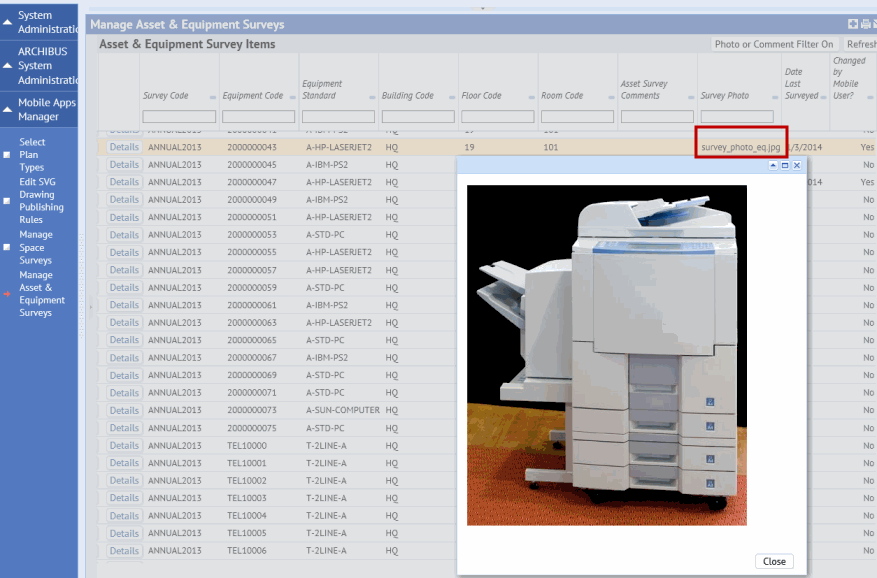 System
Administratic
ARCHIBUS
System
Administratic
Mobile Apps
Manager
Select
Plan
Types
Edit SVG
Drawing
Publishing
Rules
Manage
Space
Surveys
Manage
Asset &
Equipment
Surveys
Manage Asset & Equipment Surveys
Asset & Equipment Survey Items
Photo or Comment Filter On Refresh
Survey Code Equipment Code Equipment Standard Building Code Floor Code Room Code Asset Survey Comments Survey Photo Date Last Surveyed Changed by Mobile User?
Details ANNUAL2013 2000000043 A-HP-LASERJET2 HQ 19 101 survey_photo_eq.jpg /3/2014 Yes
Details ANNUAL2013 2000000045 A-IBM-PS2 HQ No
Details ANNUAL2013 2000000047 A-HP-LASERJET2 HQ 014 Yes
Details ANNUAL2013 2000000049 A-IBM-PS2 HQ No
Details ANNUAL2013 2000000051 A-HP-LASERJET2 HQ No
Details ANNUAL2013 2000000053 A-STD-PC HQ No
Details ANNUAL2013 2000000055 A-HP-LASERJET2 HQ No
Details ANNUAL2013 2000000057 A-HP-LASERJET2 HQ No
Details ANNUAL2013 2000000059 A-STD-PC HQ No
Details ANNUAL2013 2000000061 A-IBM-PS2 HQ No
Details ANNUAL2013 2000000063 A-HP-LASERJET2 HQ No
Details ANNUAL2013 2000000065 A-STD-PC HQ No
Details ANNUAL2013 2000000067 A-IBM-PS2 HQ No
Details ANNUAL2013 2000000069 A-STD-PC HQ No
Details ANNUAL2013 2000000071 A-STD-PC HQ No
Details ANNUAL2013 2000000073 A-SUN-COMPUTER HQ No
Details ANNUAL2013 2000000075 A-STD-PC HQ No
Details ANNUAL2013 TEL10000 T-2LINE-A HQ No
Details ANNUAL2013 TEL10001 T-2LINE-A HQ No
Details ANNUAL2013 TEL10002 T-2LINE-A HQ No
Details ANNUAL2013 TEL10003 T-2LINE-A HQ No
Details ANNUAL2013 TEL10004 T-2LINE-A HQ No
Details ANNUAL2013 TEL10005 T-2LINE-A HQ No
Details ANNUAL2013 TEL10006 T-2LINE-A HQ No
Close